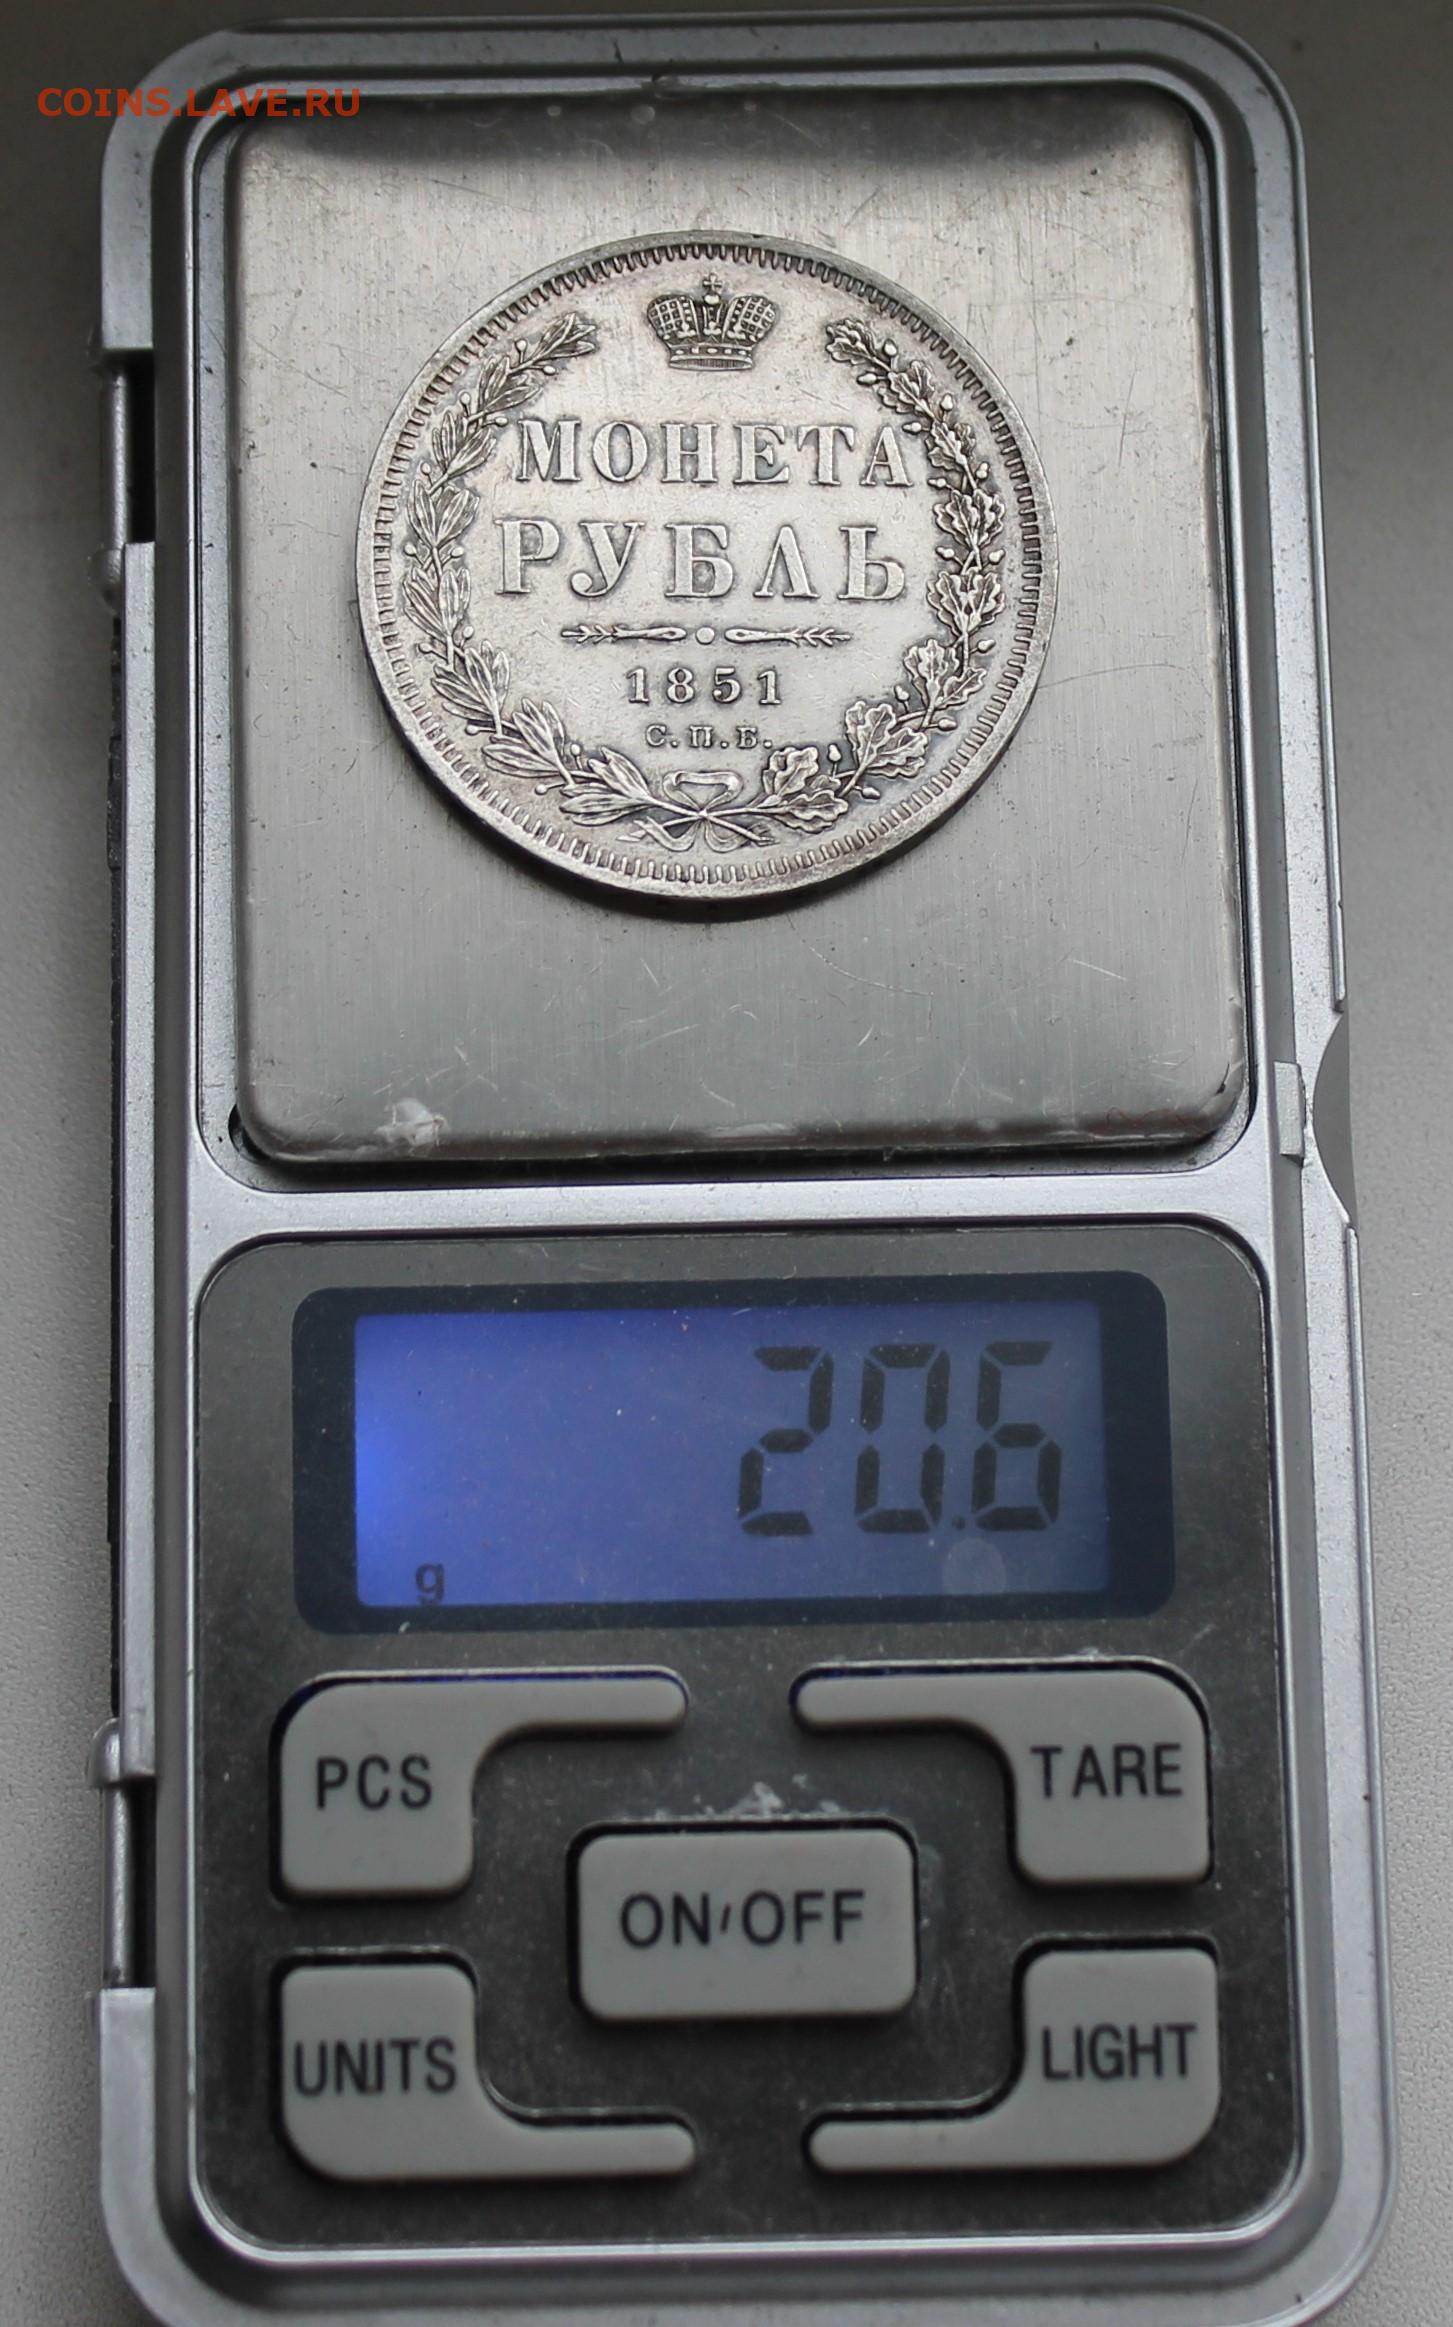 COINS.LAVE.RU
МОНЕТА
РУБЛЬ
1851
С.П.Б.
20.6
g
PCS
TARE
ON/OFF
UNITS
LIGHT